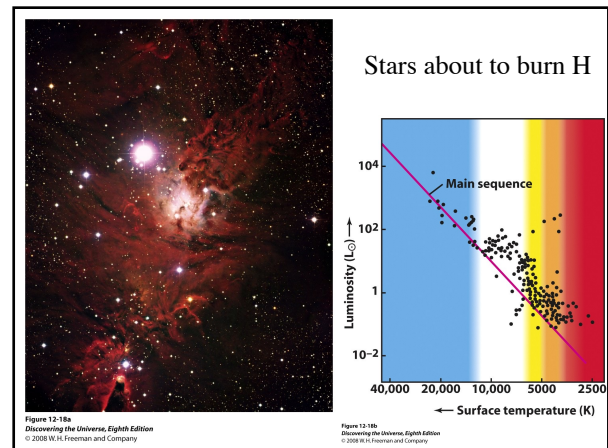 Stars about to burn H
10⁴
Main sequence
10²
Luminosity (L⊙) →
1
10⁻²
40,000 20,000 10,000 5000 2500
← Surface temperature (K)
Figure 12-18a
Discovering the Universe, Eighth Edition
© 2008 W. H. Freeman and Company
Figure 12-18b
Discovering the Universe, Eighth Edition
© 2008 W. H. Freeman and Company